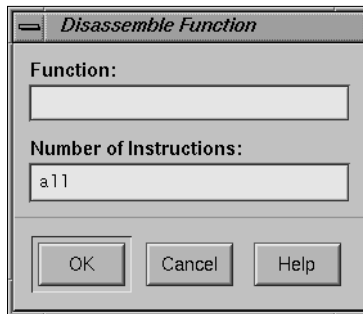 Disassemble Function
Function:
Number of Instructions:
all
OK Cancel Help